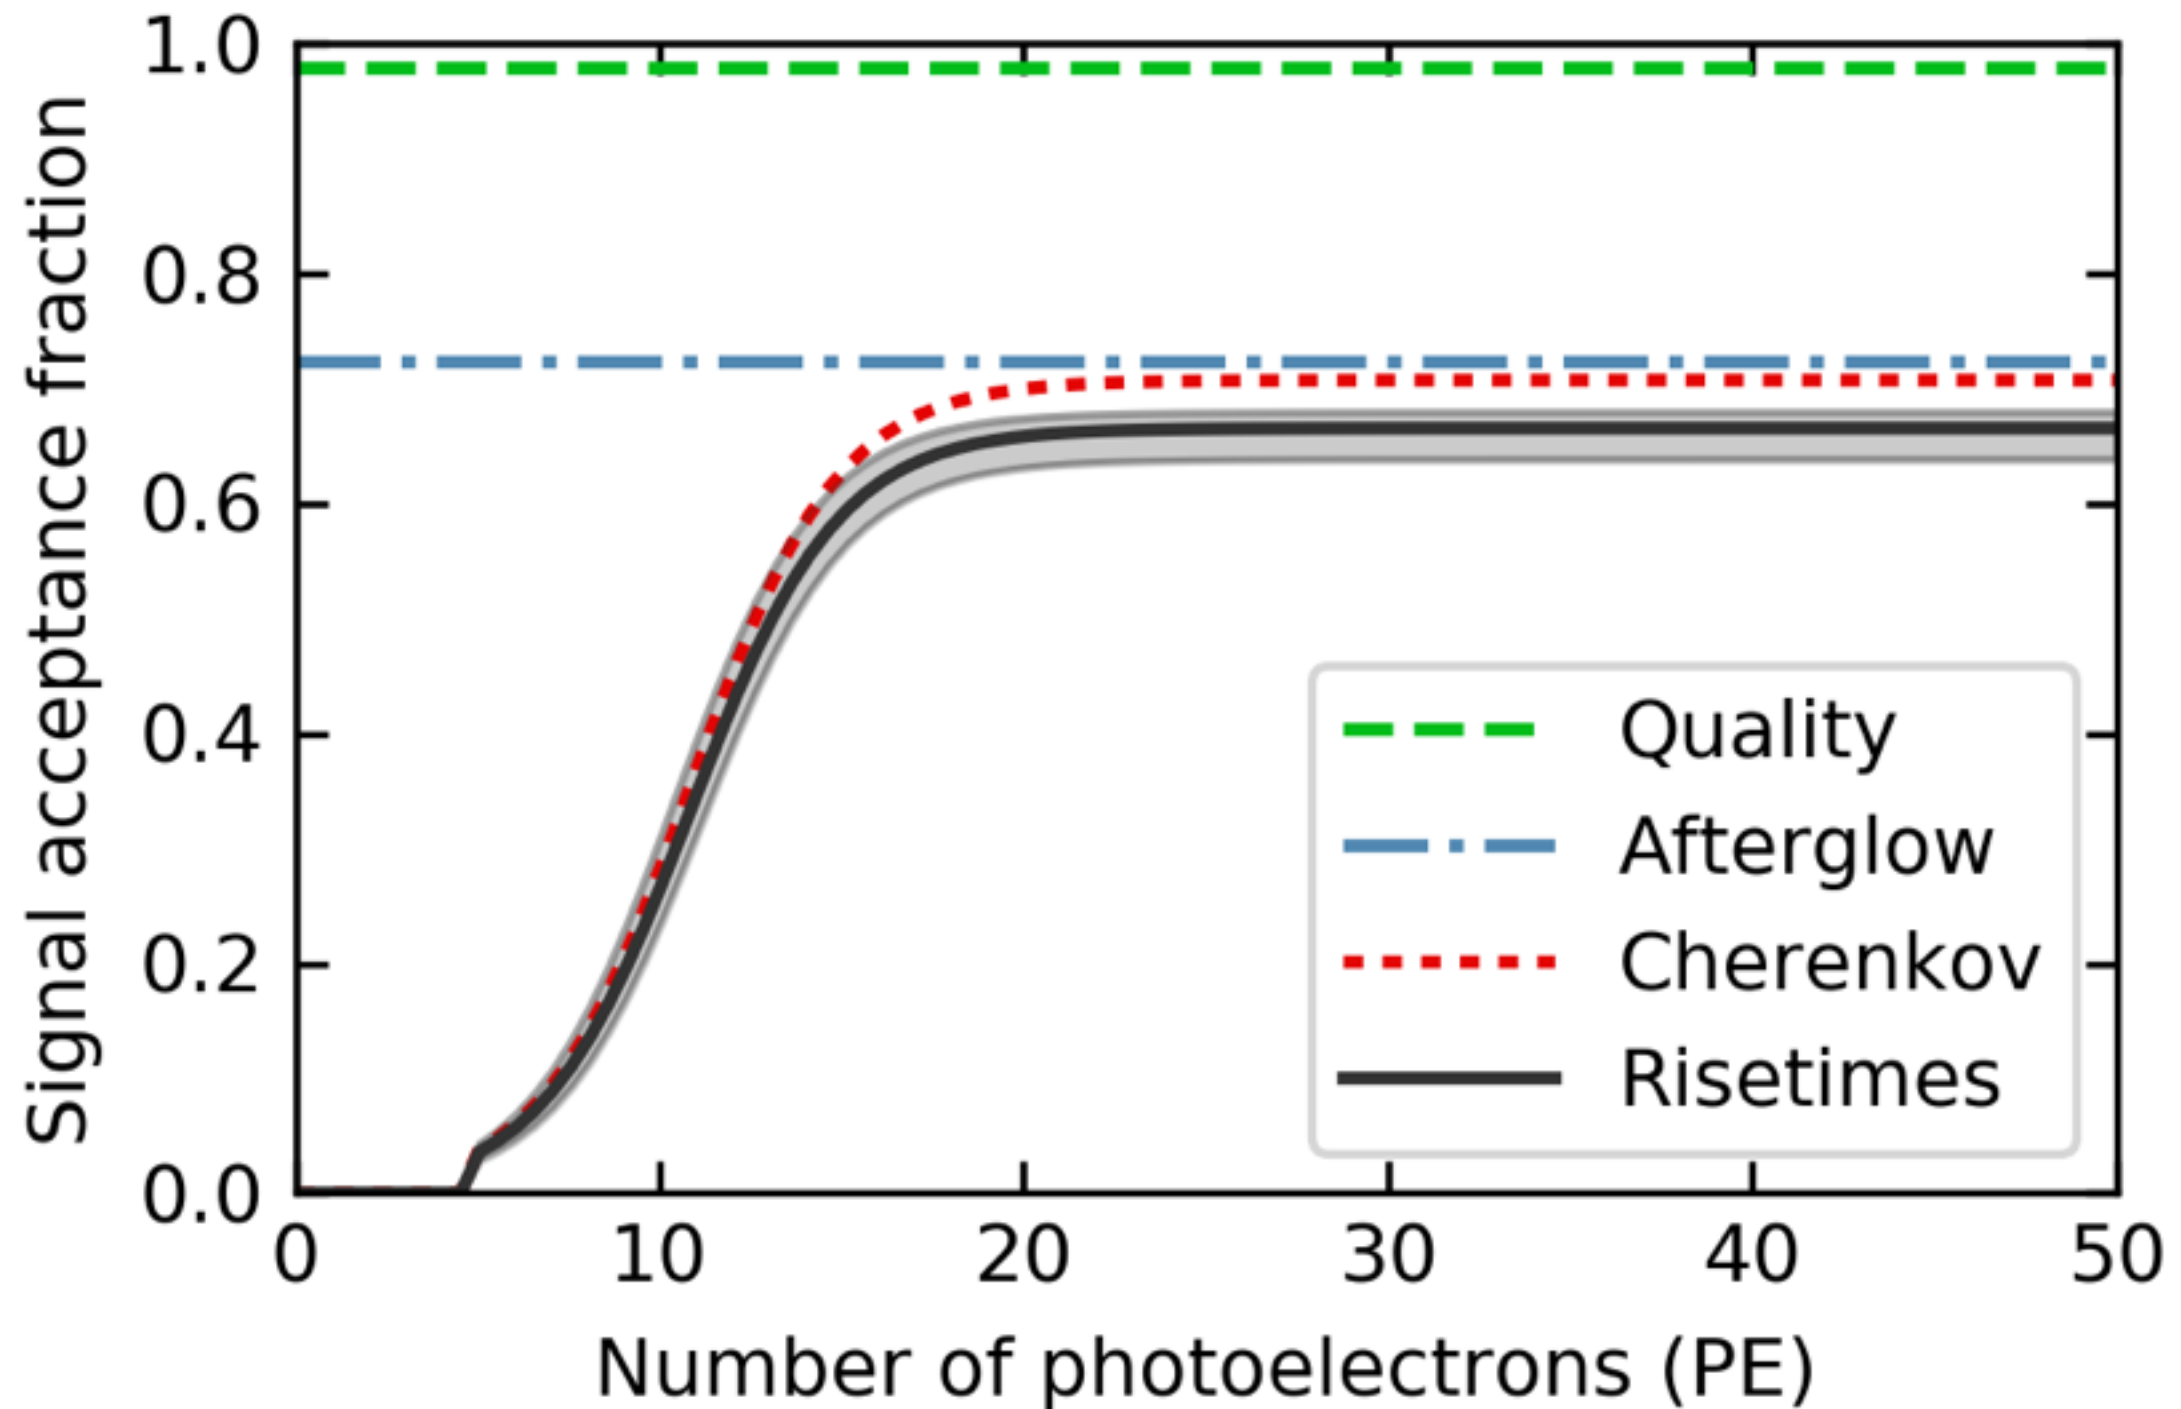 Signal acceptance fraction
1.0
0.8
0.6
0.4
0.2
0.0
0 10 20 30 40 50
Number of photoelectrons (PE)
Quality
Afterglow
Cherenkov
Risetimes